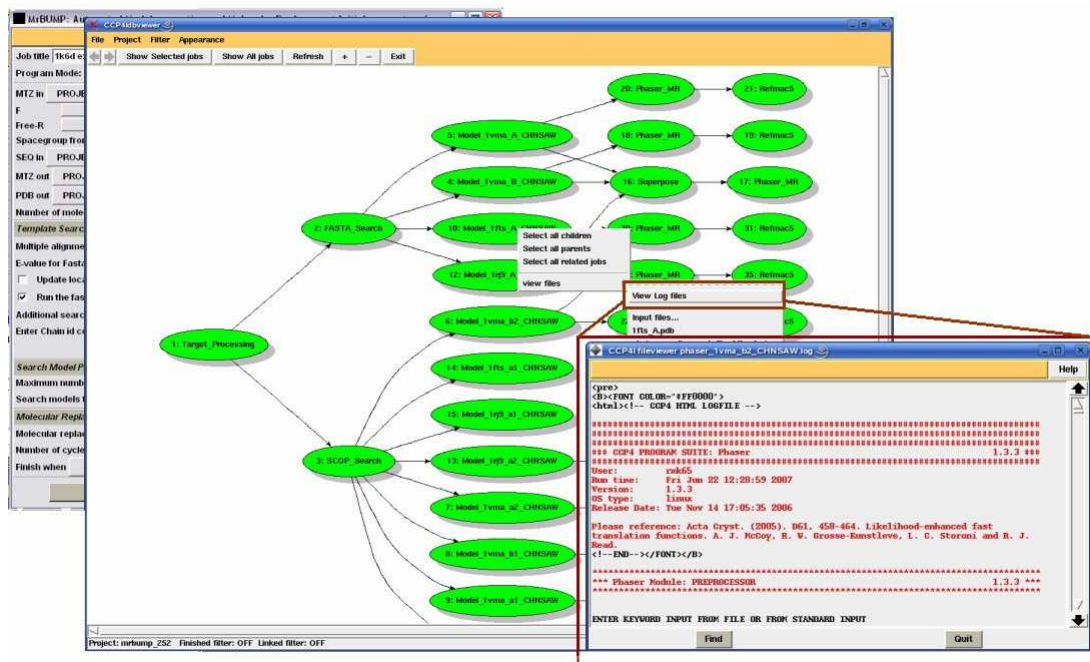 MrBUMP: Au
Job title 1k6d e
Program Mode:
MTZ in PROJE
F
Free-R
Spacegroup fro
SEQ in PROJE
MTZ out PROJ
PDB out PROJ
Number of mole
Template Searc
Multiple alignme
E-value for Fasta
Update loca
Run the fas
Additional searc
Enter Chain id c
Search Model P
Maximum numb
Search models t
Molecular Repla
Molecular replac
Number of cycle
Finish when
CCP4Idbviewer
File Project Filter Appearance
Show Selected jobs Show All jobs Refresh + − Exit
20: Phaser_MR 21: Refmac5
5: Model_1vma_A_CHNSAW 18: Phaser_MR 19: Refmac5
4: Model_1vma_B_CHNSAW 16: Superpose 17: Phaser_MR
2: FASTA_Search 10: Model_1fts_A_CHNSAW Phaser_MR 31: Refmac5
12: Model_1rj9_A Phaser_MR 35: Refmac5
Select all children
Select all parents
Select all related jobs
view files
View Log files
Input files...
1fts_A.pdb
6: Model_1vma_b2_CHNSAW
1: Target_Processing
14: Model_1fts_a1_CHNSAW
15: Model_1rj9_a1_CHNSAW
3: SCOP_Search 13: Model_1rj9_a2_CHNSAW
7: Model_1vma_a2_CHNSAW
8: Model_1vma_b1_CHNSAW
9: Model_1vma_a1_CHNSAW
Project: mrbump_252 Finished filter: OFF Linked filter: OFF
CCP4I fileviewer phaser_1vma_b2_CHNSAW.log
Help
<pre>
<B><FONT COLOR="#FF0000">
<html><!-- CCP4 HTML LOGFILE -->
### CCP4 PROGRAM SUITE: Phaser 1.3.3 ###
User: rmk65
Run time: Fri Jun 22 12:28:59 2007
Version: 1.3.3
OS type: linux
Release Date: Tue Nov 14 17:05:35 2006
Please reference: Acta Cryst. (2005). D61, 458-464. Likelihood-enhanced fast
translation functions. A. J. McCoy, R. W. Grosse-Kunstleve, L. C. Storoni and R. J.
Read.
<!--END--></FONT></B>
*** Phaser Module: PREPROCESSOR 1.3.3 ***
ENTER KEYWORD INPUT FROM FILE OR FROM STANDARD INPUT
Find Quit